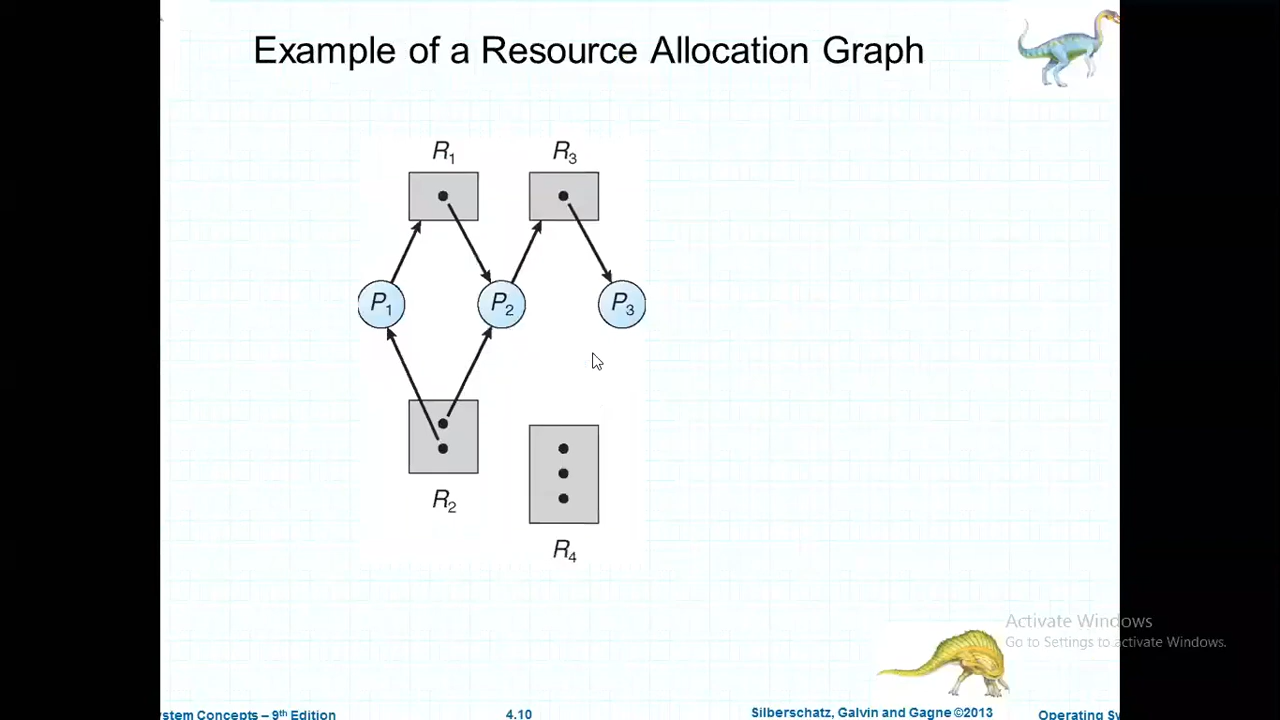 Example of a Resource Allocation Graph
R₁ R₃
P₁ P₂ P₃
R₂
R₄
Activate Windows
Go to Settings to activate Windows.
stem Concepts – 9th Edition 4.10 Silberschatz, Galvin and Gagne ©2013 Operating Sy